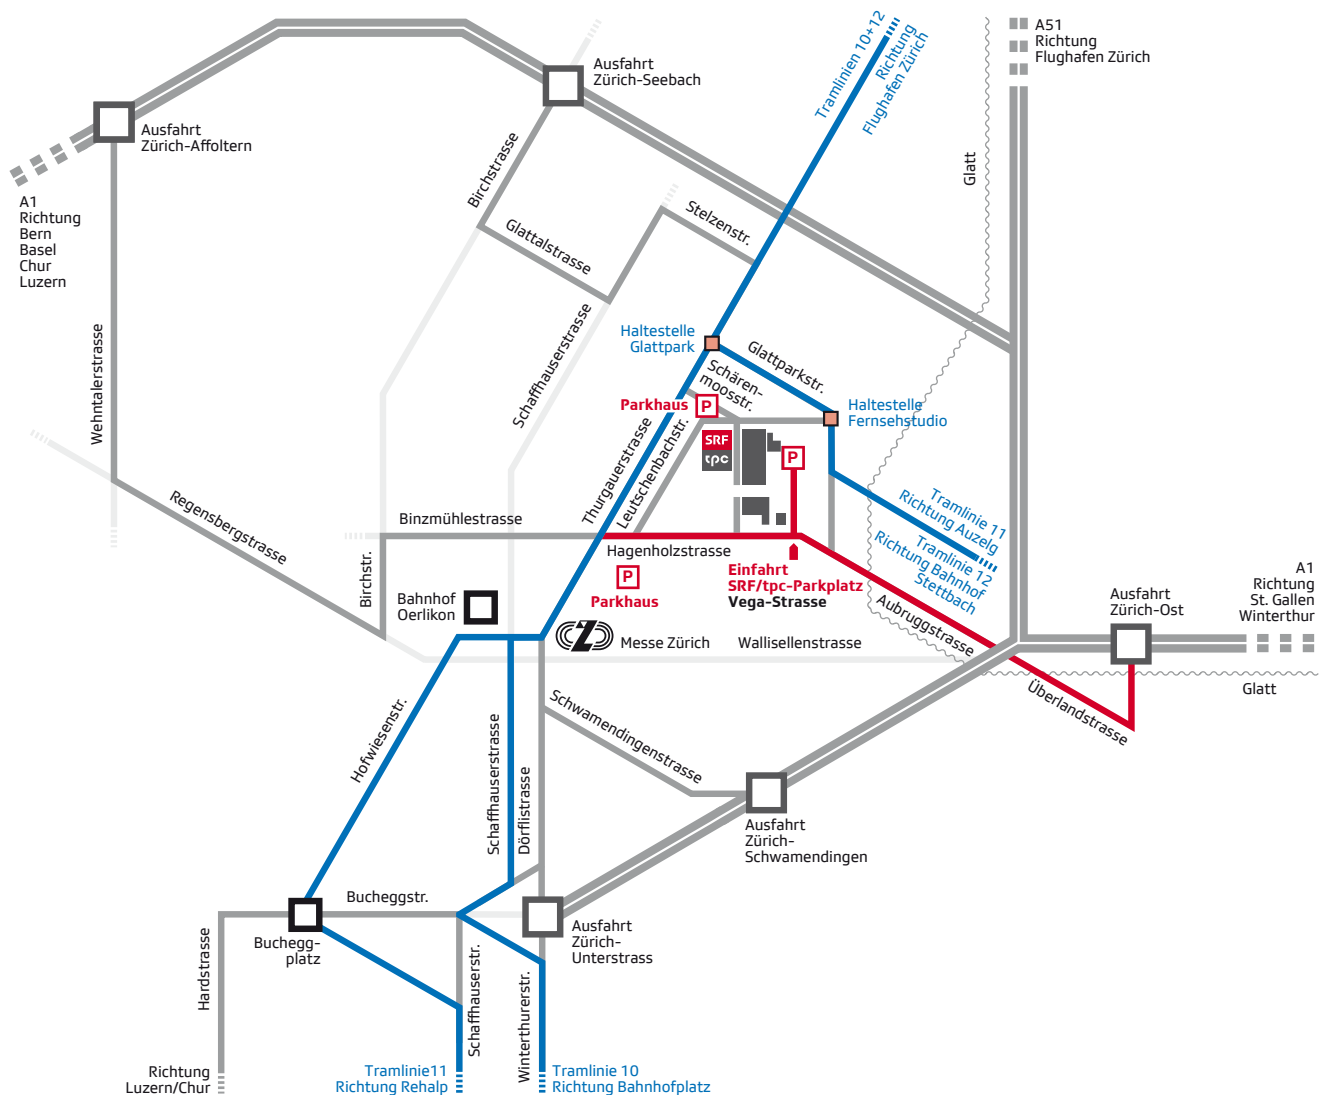 Tramlinien 10+12
Richtung
Flughafen Zürich
A51
Richtung
Flughafen Zürich
Ausfahrt
Zürich-Seebach
Ausfahrt
Zürich-Affoltern
A1
Richtung
Bern
Basel
Chur
Luzern
Birchstrasse
Glattalstrasse
Stelzenstr.
Glatt
Wehntalerstrasse
Schaffhauserstrasse
Haltestelle
Glattpark
Glattparkstr.
Schären-
moosstr.
Parkhaus
P
Haltestelle
Fernsehstudio
SRF
tpc
P
Thurgauerstrasse
Leutschenbachstr.
Regensbergstrasse
Binzmühlestrasse
Hagenholzstrasse
Tramlinie 11
Richtung Auzelg
Tramlinie 12
Richtung Bahnhof
Stettbach
Birchstr.
Bahnhof
Oerlikon
P
Parkhaus
Einfahrt
SRF/tpc-Parkplatz
Vega-Strasse
Aubruggstrasse
Ausfahrt
Zürich-Ost
A1
Richtung
St. Gallen
Winterthur
Messe Zürich
Wallisellenstrasse
Überlandstrasse
Glatt
Hofwiesenstr.
Schaffhauserstrasse
Dörflistrasse
Schwamendingenstrasse
Ausfahrt
Zürich-
Schwamendingen
Bucheggstr.
Buchegg-
platz
Ausfahrt
Zürich-
Unterstrass
Hardstrasse
Schaffhauserstr.
Winterthurerstr.
Richtung
Luzern/Chur
Tramlinie11
Richtung Rehalp
Tramlinie 10
Richtung Bahnhofplatz